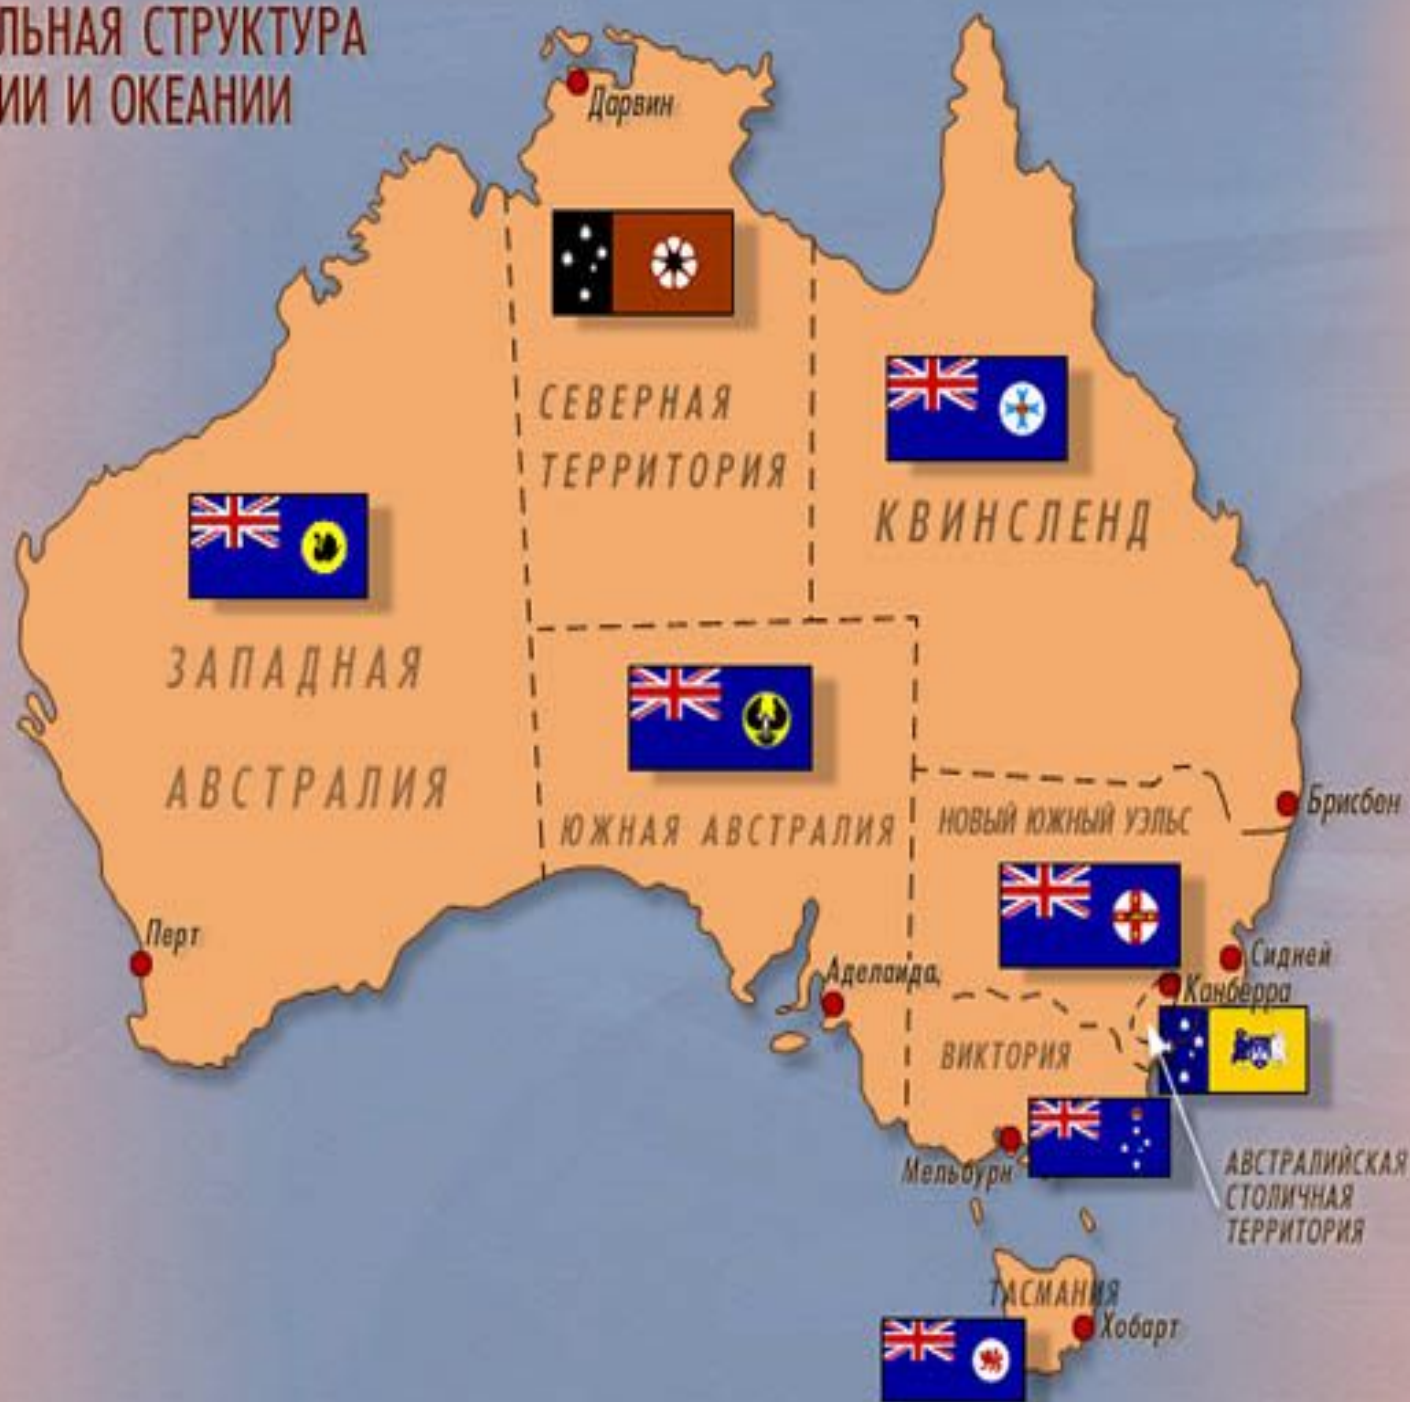 ЛЬНАЯ СТРУКТУРА
ИИ И ОКЕАНИИ
Дарвин
СЕВЕРНАЯ
ТЕРРИТОРИЯ
КВИНСЛЕНД
ЗАПАДНАЯ
АВСТРАЛИЯ
ЮЖНАЯ АВСТРАЛИЯ
НОВЫЙ ЮЖНЫЙ УЭЛЬС
Брисбен
Перт
Аделаида
Сидней
Канберра
ВИКТОРИЯ
Мельбурн
АВСТРАЛИЙСКАЯ
СТОЛИЧНАЯ
ТЕРРИТОРИЯ
ТАСМАНИЯ
Хобарт